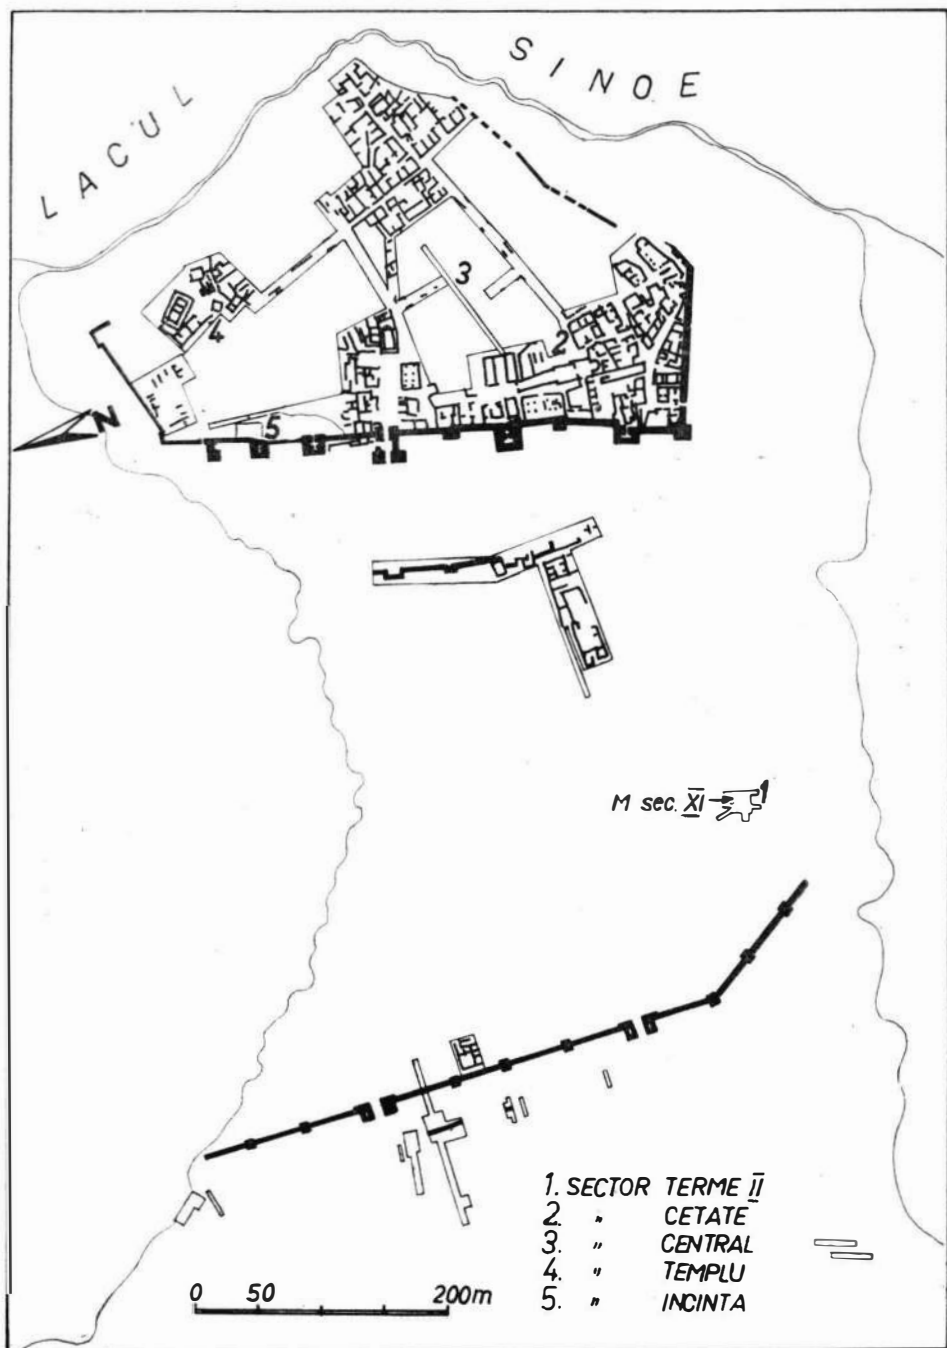 LACUL SINOE
3
2
4
N
5
M sec. XI
1
1. SECTOR TERME II
2. " CETATE
3. " CENTRAL
4. " TEMPLU
5. " INCINTA
0 50 200m